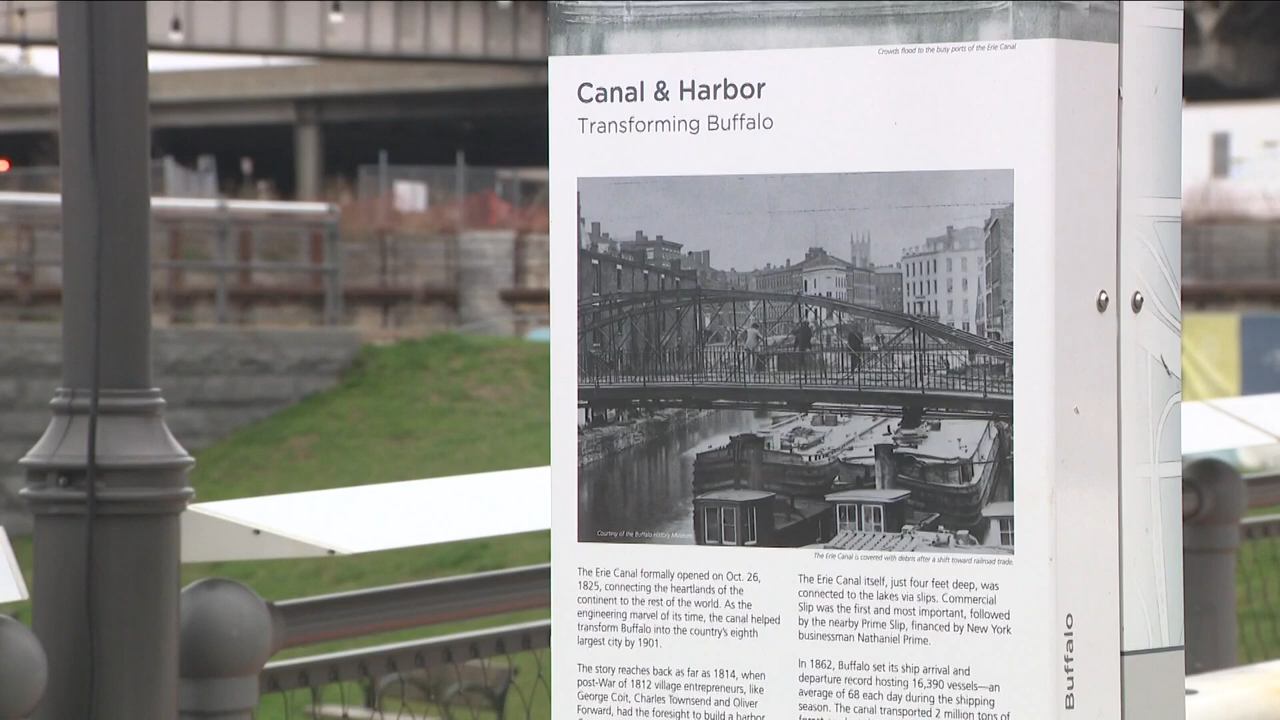 Crowds flood to the busy ports of the Erie Canal
Canal & Harbor
Transforming Buffalo
Courtesy of the Buffalo History Museum
The Erie Canal is covered with debris after a shift toward railroad trade.
The Erie Canal formally opened on Oct. 26,
1825, connecting the heartlands of the
continent to the rest of the world. As the
engineering marvel of its time, the canal helped
transform Buffalo into the country's eighth
largest city by 1901.
The story reaches back as far as 1814, when
post-War of 1812 village entrepreneurs, like
George Coit, Charles Townsend and Oliver
Forward, had the foresight to build a harbor
The Erie Canal itself, just four feet deep, was
connected to the lakes via slips. Commercial
Slip was the first and most important, followed
by the nearby Prime Slip, financed by New York
businessman Nathaniel Prime.
In 1862, Buffalo set its ship arrival and
departure record hosting 16,390 vessels—an
average of 68 each day during the shipping
season. The canal transported 2 million tons of
Buffalo